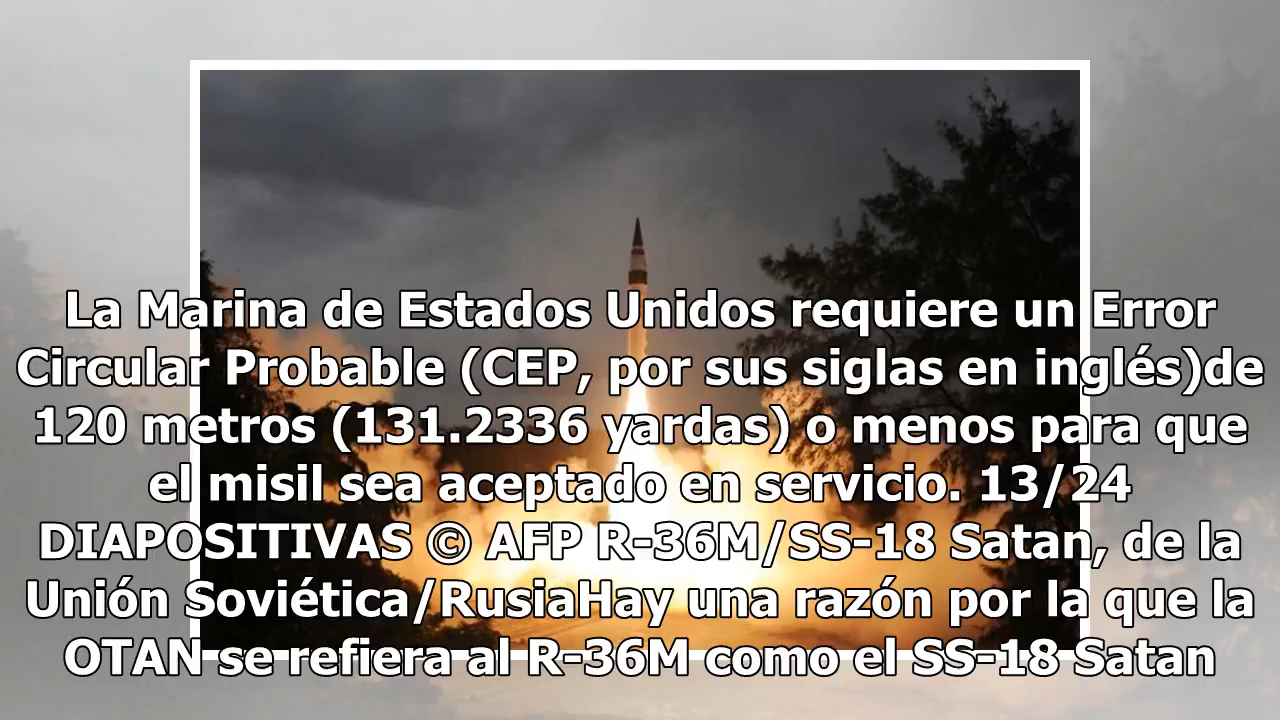 La Marina de Estados Unidos requiere un Error
Circular Probable (CEP, por sus siglas en inglés)de
120 metros (131.2336 yardas) o menos para que
el misil sea aceptado en servicio. 13/24
DIAPOSITIVAS © AFP R-36M/SS-18 Satan, de la
Unión Soviética/RusiaHay una razón por la que la
OTAN se refiera al R-36M como el SS-18 Satan